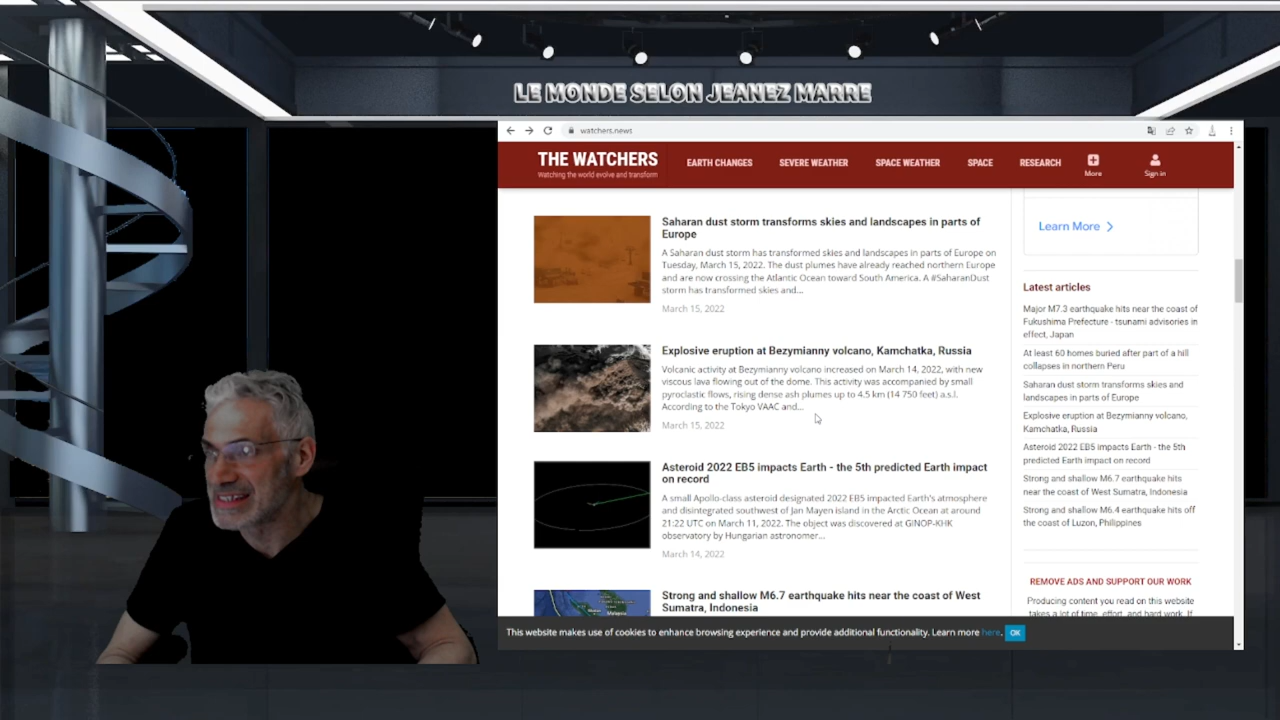 LE MONDE SELON JEANEZ MARRE
watchers.news
THE WATCHERS
Watching the world evolve and transform
EARTH CHANGES
SEVERE WEATHER
SPACE WEATHER
SPACE
RESEARCH
More
Sign in
Saharan dust storm transforms skies and landscapes in parts of
Europe
A Saharan dust storm has transformed skies and landscapes in parts of Europe on
Tuesday, March 15, 2022. The dust plumes have already reached northern Europe
and are now crossing the Atlantic Ocean toward South America. A #SaharanDust
storm has transformed skies and...
March 15, 2022
Explosive eruption at Bezymianny volcano, Kamchatka, Russia
Volcanic activity at Bezymianny volcano increased on March 14, 2022, with new
viscous lava flowing out of the dome. This activity was accompanied by small
pyroclastic flows, rising dense ash plumes up to 4.5 km (14 750 feet) a.s.l.
According to the Tokyo VAAC and...
March 15, 2022
Asteroid 2022 EB5 impacts Earth - the 5th predicted Earth impact
on record
A small Apollo-class asteroid designated 2022 EB5 impacted Earth's atmosphere
and disintegrated southwest of Jan Mayen island in the Arctic Ocean at around
21:22 UTC on March 11, 2022. The object was discovered at GINOP-KHK
observatory by Hungarian astronomer...
March 14, 2022
Strong and shallow M6.7 earthquake hits near the coast of West
Sumatra, Indonesia
Learn More
Latest articles
Major M7.3 earthquake hits near the coast of
Fukushima Prefecture - tsunami advisories in
effect, Japan
At least 60 homes buried after part of a hill
collapses in northern Peru
Saharan dust storm transforms skies and
landscapes in parts of Europe
Explosive eruption at Bezymianny volcano,
Kamchatka, Russia
Asteroid 2022 EB5 impacts Earth - the 5th
predicted Earth impact on record
Strong and shallow M6.7 earthquake hits
near the coast of West Sumatra, Indonesia
Strong and shallow M6.4 earthquake hits off
the coast of Luzon, Philippines
REMOVE ADS AND SUPPORT OUR WORK
Producing content you read on this website
takes a lot of time, effort, and hard work. If
This website makes use of cookies to enhance browsing experience and provide additional functionality. Learn more here.
OK